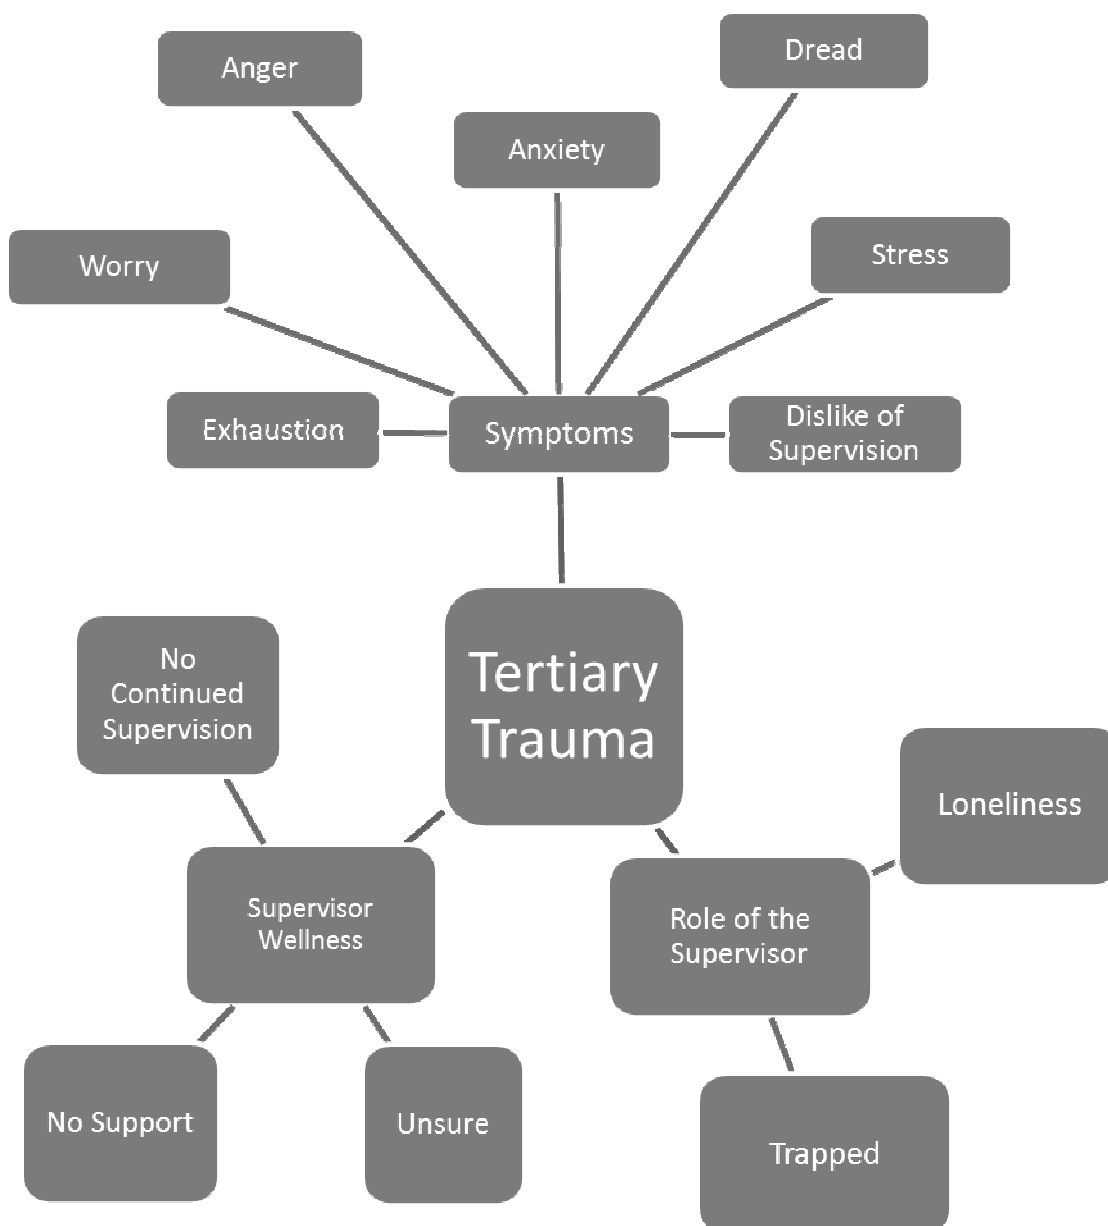 Dread
Anger
Anxiety
Stress
Worry
Exhaustion
Symptoms
Dislike of
Supervision
Tertiary
Trauma
No
Continued
Supervision
Loneliness
Supervisor
Wellness
Role of the
Supervisor
No Support
Unsure
Trapped